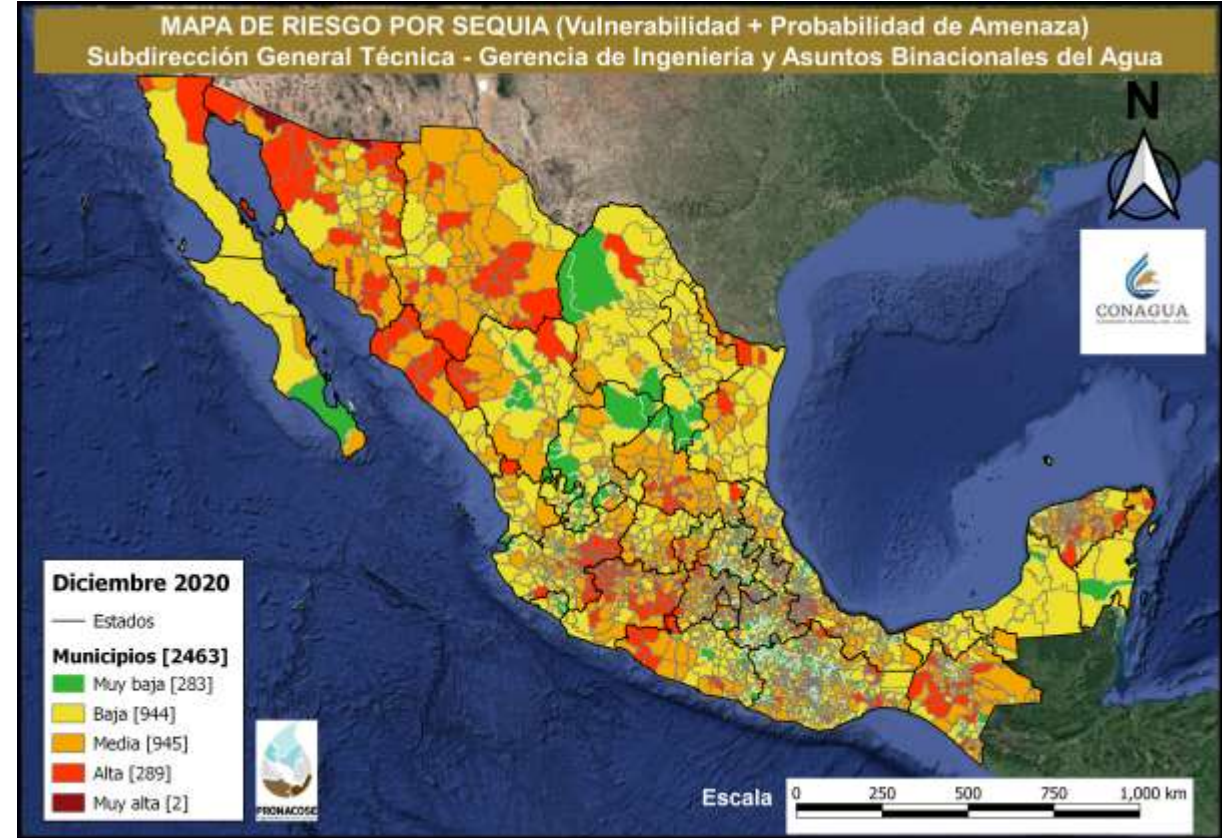 MAPA DE RIESGO POR SEQUIA (Vulnerabilidad + Probabilidad de Amenaza)
Subdirección General Técnica - Gerencia de Ingeniería y Asuntos Binacionales del Agua
N
CONAGUA
Diciembre 2020
Estados
Municipios [2463]
Muy baja [283]
Baja [944]
Media [945]
Alta [289]
Muy alta [2]
PRONACOSE
Escala
0 250 500 750 1,000 km